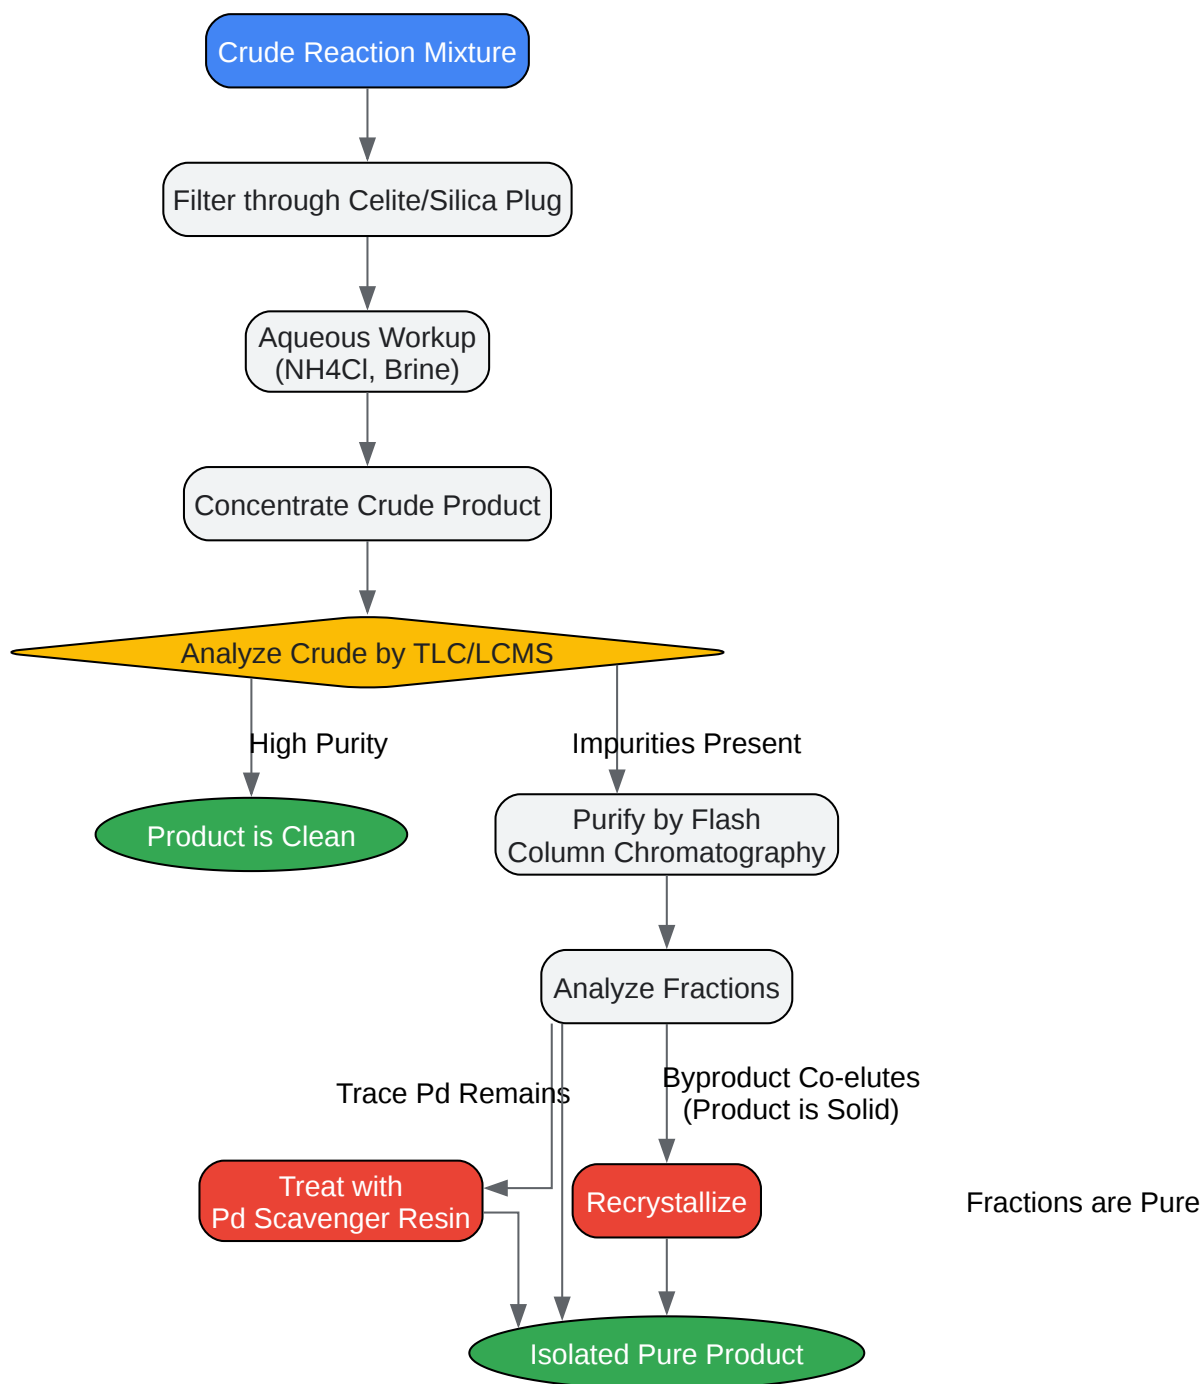 Crude Reaction Mixture
Filter through Celite/Silica Plug
Aqueous Workup
(NH4Cl, Brine)
Concentrate Crude Product
Analyze Crude by TLC/LCMS
High Purity
Impurities Present
Product is Clean
Purify by Flash
Column Chromatography
Analyze Fractions
Trace Pd Remains
Byproduct Co-elutes
(Product is Solid)
Treat with
Pd Scavenger Resin
Recrystallize
Fractions are Pure
Isolated Pure Product